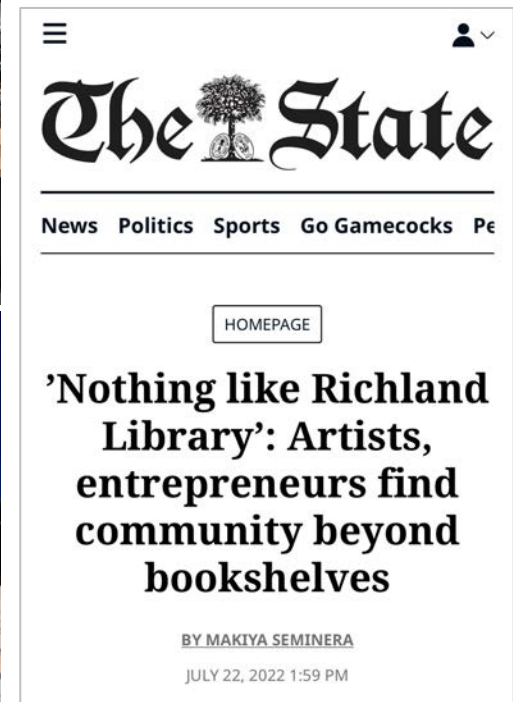 The State
News Politics Sports Go Gamecocks Pe
HOMEPAGE
’Nothing like Richland
Library’: Artists,
entrepreneurs find
community beyond
bookshelves
BY MAKIYA SEMINERA
JULY 22, 2022 1:59 PM